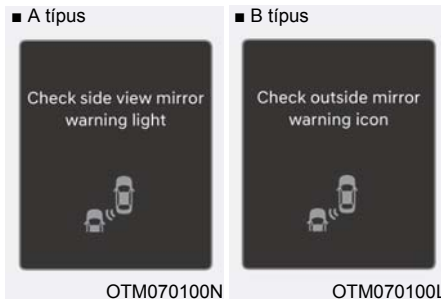 ■ A típus
Check side view mirror
warning light
OTM070100N
■ B típus
Check outside mirror
warning icon
OTM070100L